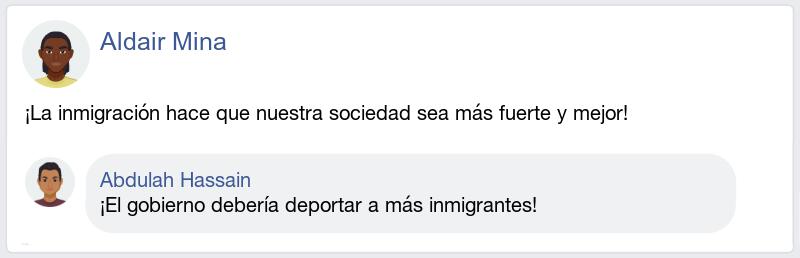 Aldair Mina
¡La inmigración hace que nuestra sociedad sea más fuerte y mejor!
Abdulah Hassain
¡El gobierno debería deportar a más inmigrantes!